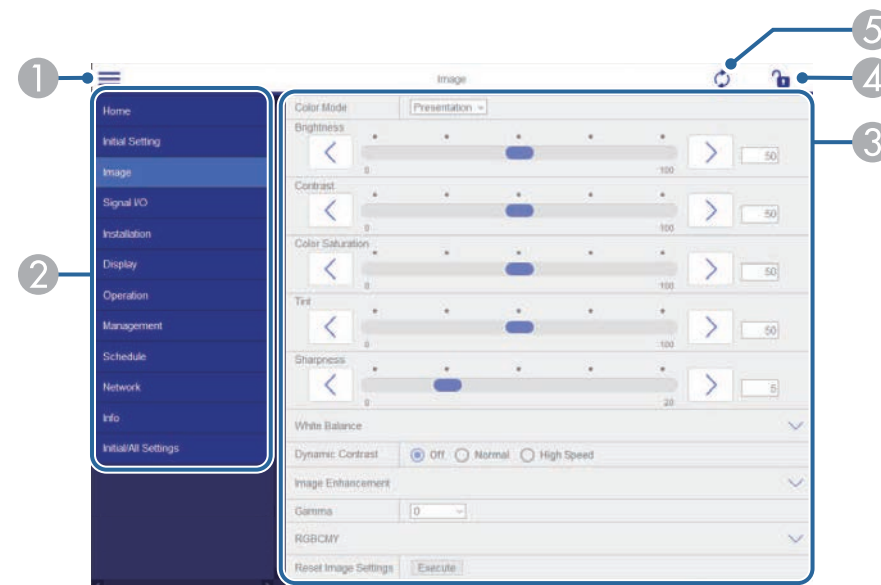 5
1
Image
4
Home
Color Mode
Presentation
Brightness
3
Initial Setting
50
0
100
Image
Contrast
Signal I/O
50
0
100
Installation
Color Saturation
2
Display
50
0
100
Operation
Tint
Management
50
0
100
Schedule
Sharpness
Network
5
0
20
Info
White Balance
Initial/All Settings
Dynamic Contrast
Off
Normal
High Speed
Image Enhancement
Gamma
0
RGBCMY
Reset Image Settings
Execute